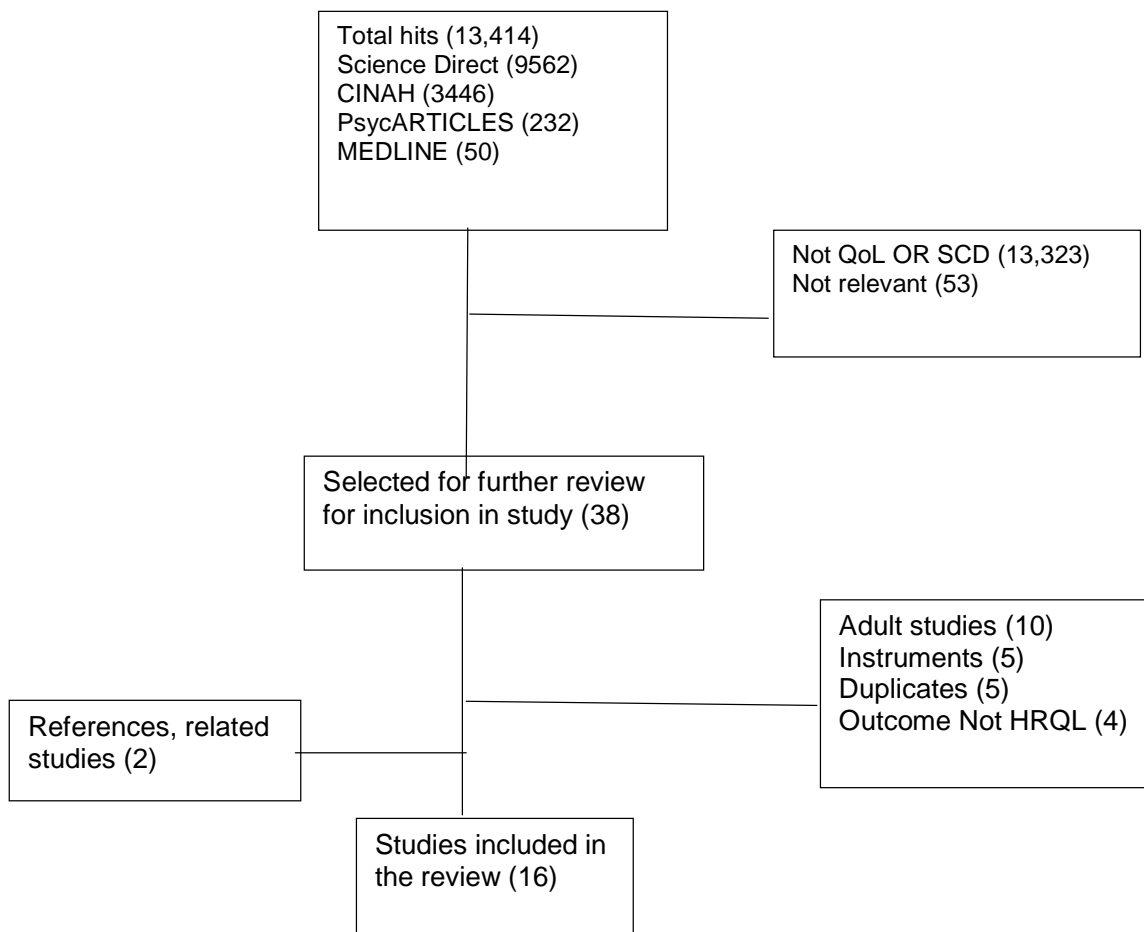 Total hits (13,414)
Science Direct (9562)
CINAH (3446)
PsycARTICLES (232)
MEDLINE (50)
Not QoL OR SCD (13,323)
Not relevant (53)
Selected for further review
for inclusion in study (38)
Adult studies (10)
Instruments (5)
Duplicates (5)
Outcome Not HRQL (4)
References, related
studies (2)
Studies included in
the review (16)